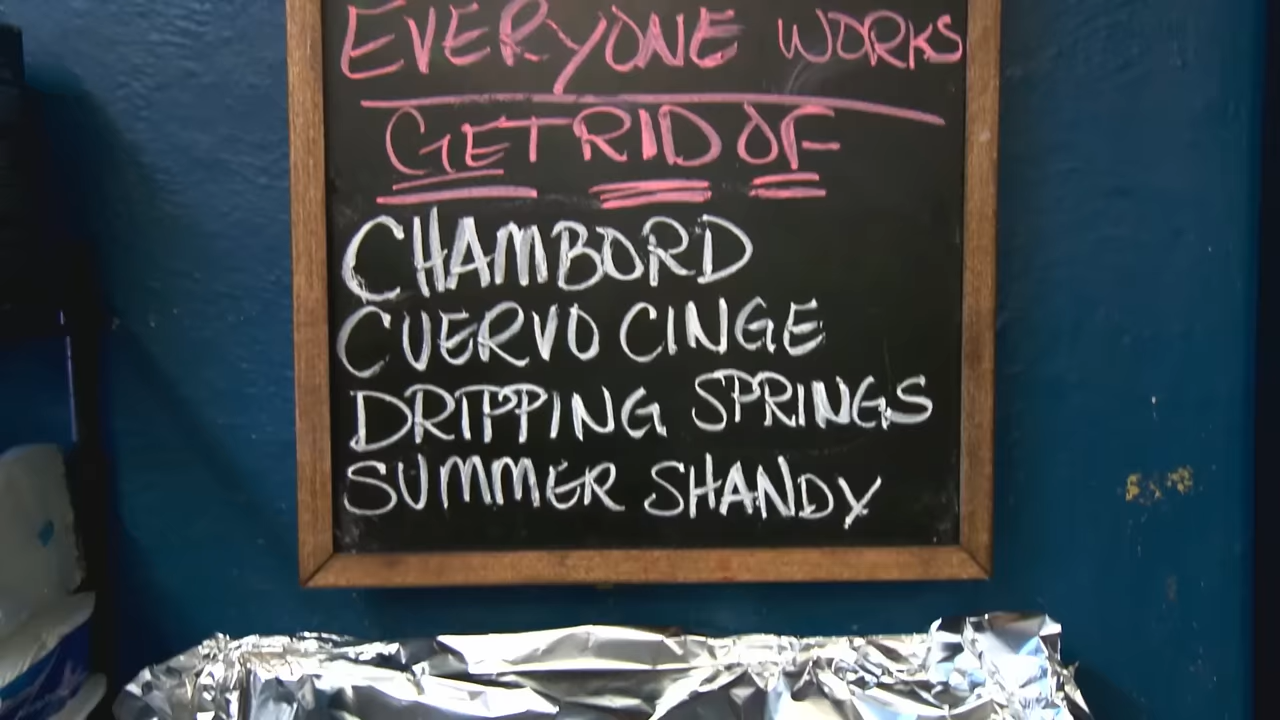 EVERYONE WORKS
GET RID OF
CHAMBORD
CUERVO CINGE
DRIPPING SPRINGS
SUMMER SHANDY